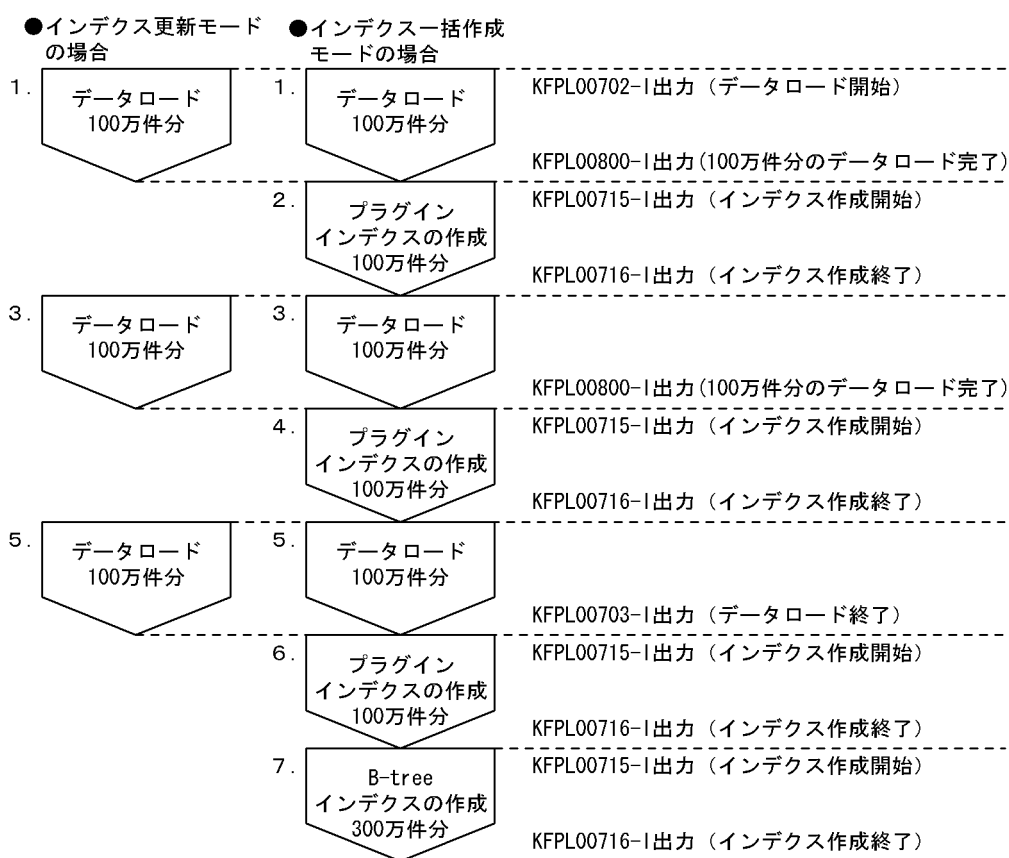 ●インデクス更新モード
の場合
●インデクス一括作成
モードの場合
1. データロード
100万件分
1. データロード
100万件分
KFPL00702-I出力（データロード開始）
KFPL00800-I出力(100万件分のデータロード完了)
2. プラグイン
インデクスの作成
100万件分
KFPL00715-I出力（インデクス作成開始）
KFPL00716-I出力（インデクス作成終了）
3. データロード
100万件分
3. データロード
100万件分
KFPL00800-I出力(100万件分のデータロード完了)
4. プラグイン
インデクスの作成
100万件分
KFPL00715-I出力（インデクス作成開始）
KFPL00716-I出力（インデクス作成終了）
5. データロード
100万件分
5. データロード
100万件分
KFPL00703-I出力（データロード終了）
6. プラグイン
インデクスの作成
100万件分
KFPL00715-I出力（インデクス作成開始）
KFPL00716-I出力（インデクス作成終了）
7. B-tree
インデクスの作成
300万件分
KFPL00715-I出力（インデクス作成開始）
KFPL00716-I出力（インデクス作成終了）